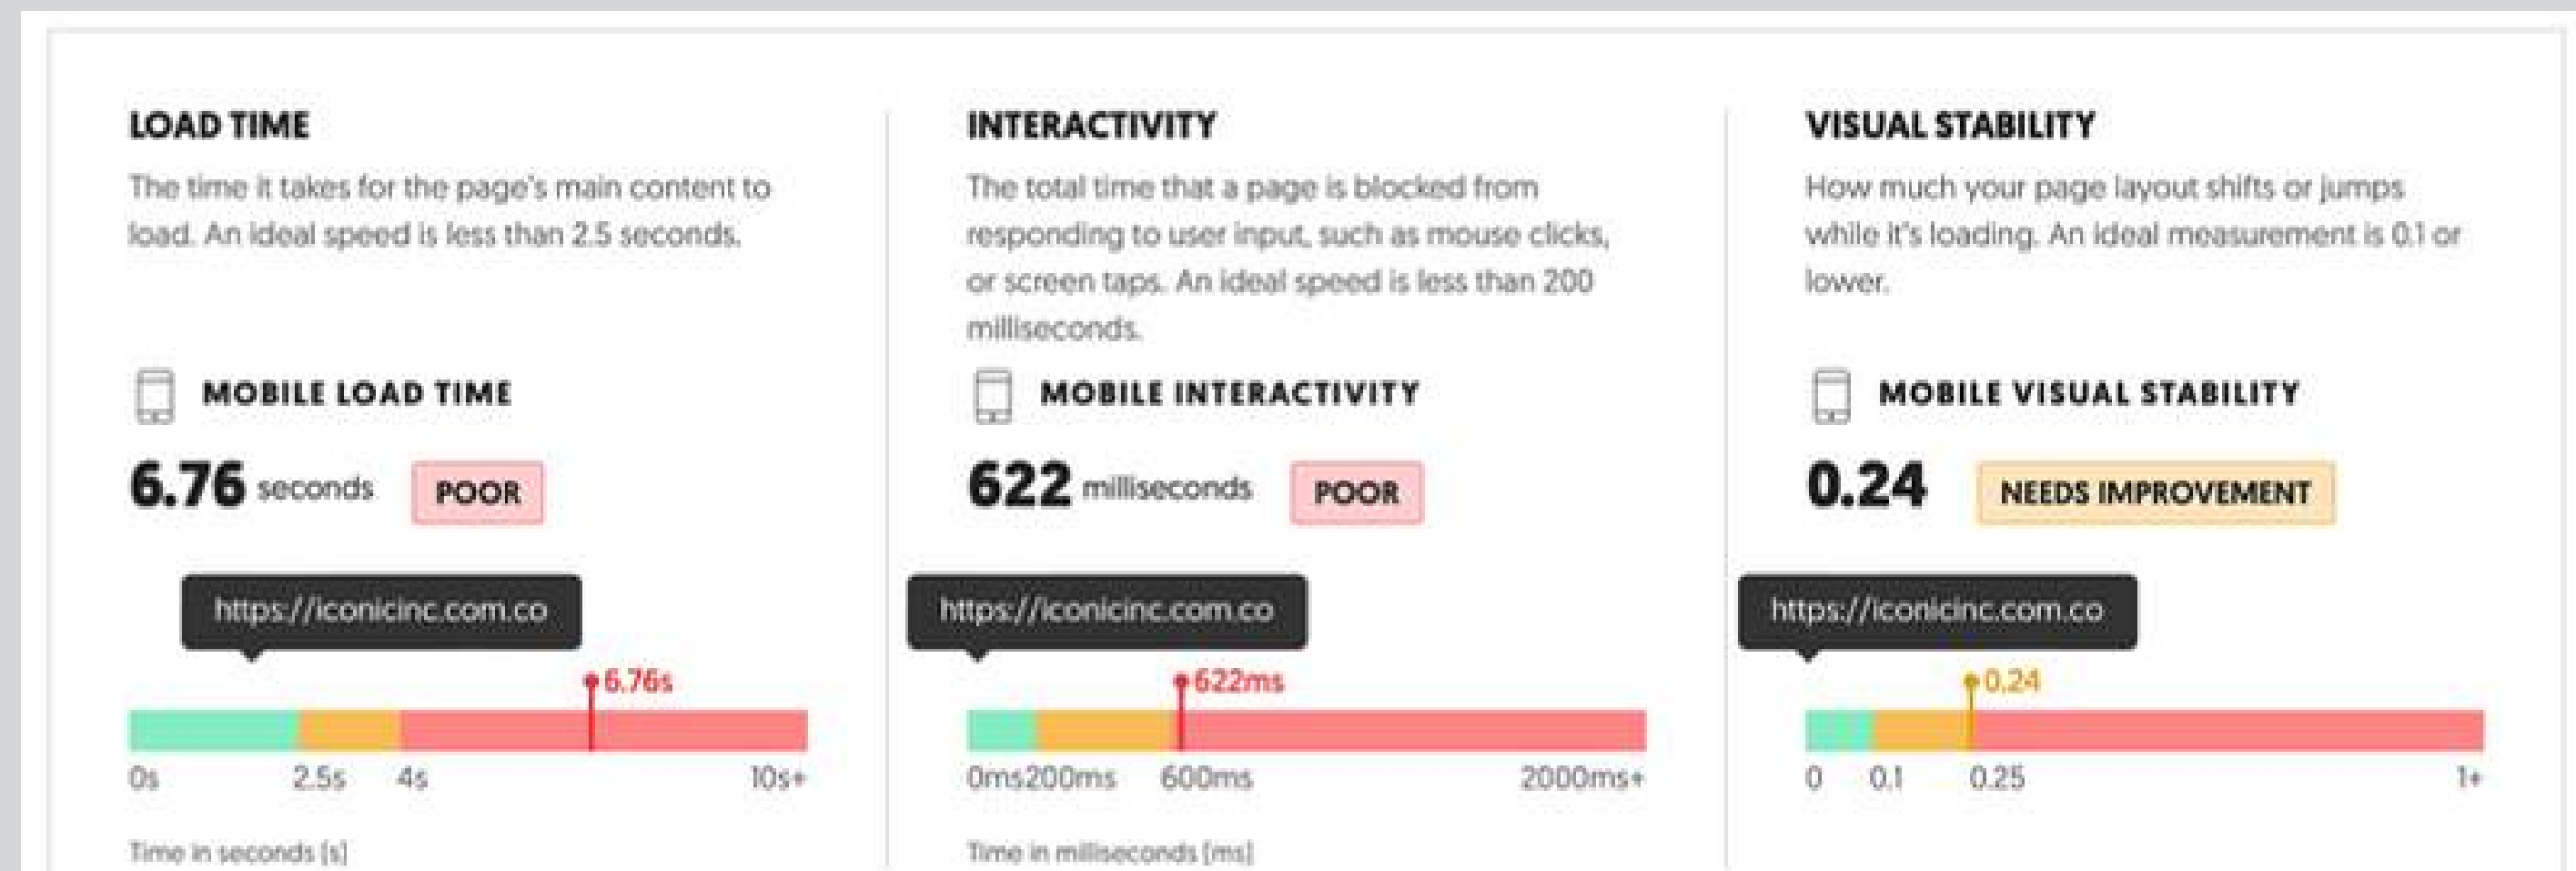 LOAD TIME
The time it takes for the page's main content to
load. An ideal speed is less than 2.5 seconds.
MOBILE LOAD TIME
6.76 seconds POOR
https://iconicinc.com.co
6.76s
0s 2.5s 4s 10s+
Time in seconds [s]
INTERACTIVITY
The total time that a page is blocked from
responding to user input, such as mouse clicks,
or screen taps. An ideal speed is less than 200
milliseconds.
MOBILE INTERACTIVITY
622 milliseconds POOR
https://iconicinc.com.co
622ms
0ms 200ms 600ms 2000ms+
Time in milliseconds [ms]
VISUAL STABILITY
How much your page layout shifts or jumps
while it's loading. An ideal measurement is 0.1 or
lower.
MOBILE VISUAL STABILITY
0.24 NEEDS IMPROVEMENT
https://iconicinc.com.co
0.24
0 0.1 0.25 1+